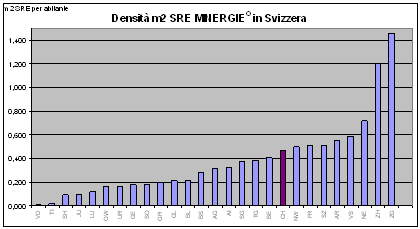 m2 SRE per abitante
Densità m2 SRE MINERGIE® in Svizzera
1,400
1,200
1,000
0,800
0,600
0,400
0,200
0,000
VD TI SH JU LU OW UR GE SO GR GL BL BS AG AI SG TG BE CH NW FR SZ AR VS NE ZH ZG